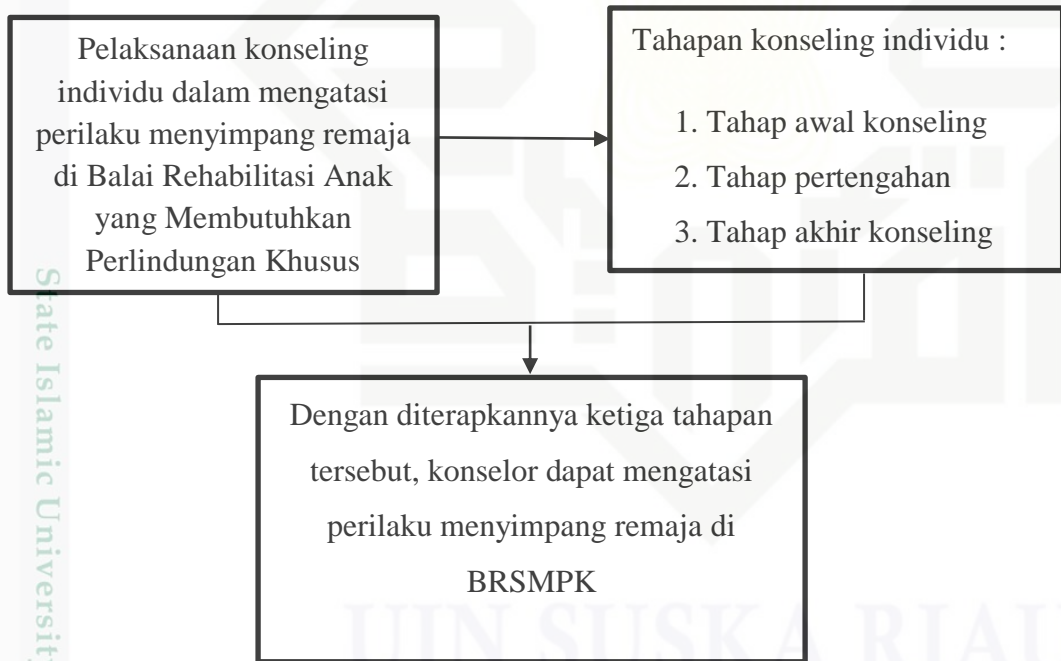 Pelaksanaan konseling
individu dalam mengatasi
perilaku menyimpang remaja
di Balai Rehabilitasi Anak
yang Membutuhkan
Perlindungan Khusus
Tahapan konseling individu :
1. Tahap awal konseling
2. Tahap pertengahan
3. Tahap akhir konseling
Dengan diterapkannya ketiga tahapan
tersebut, konselor dapat mengatasi
perilaku menyimpang remaja di
BRSMPK
State Islamic Universit
UIN SUSKA RIAU